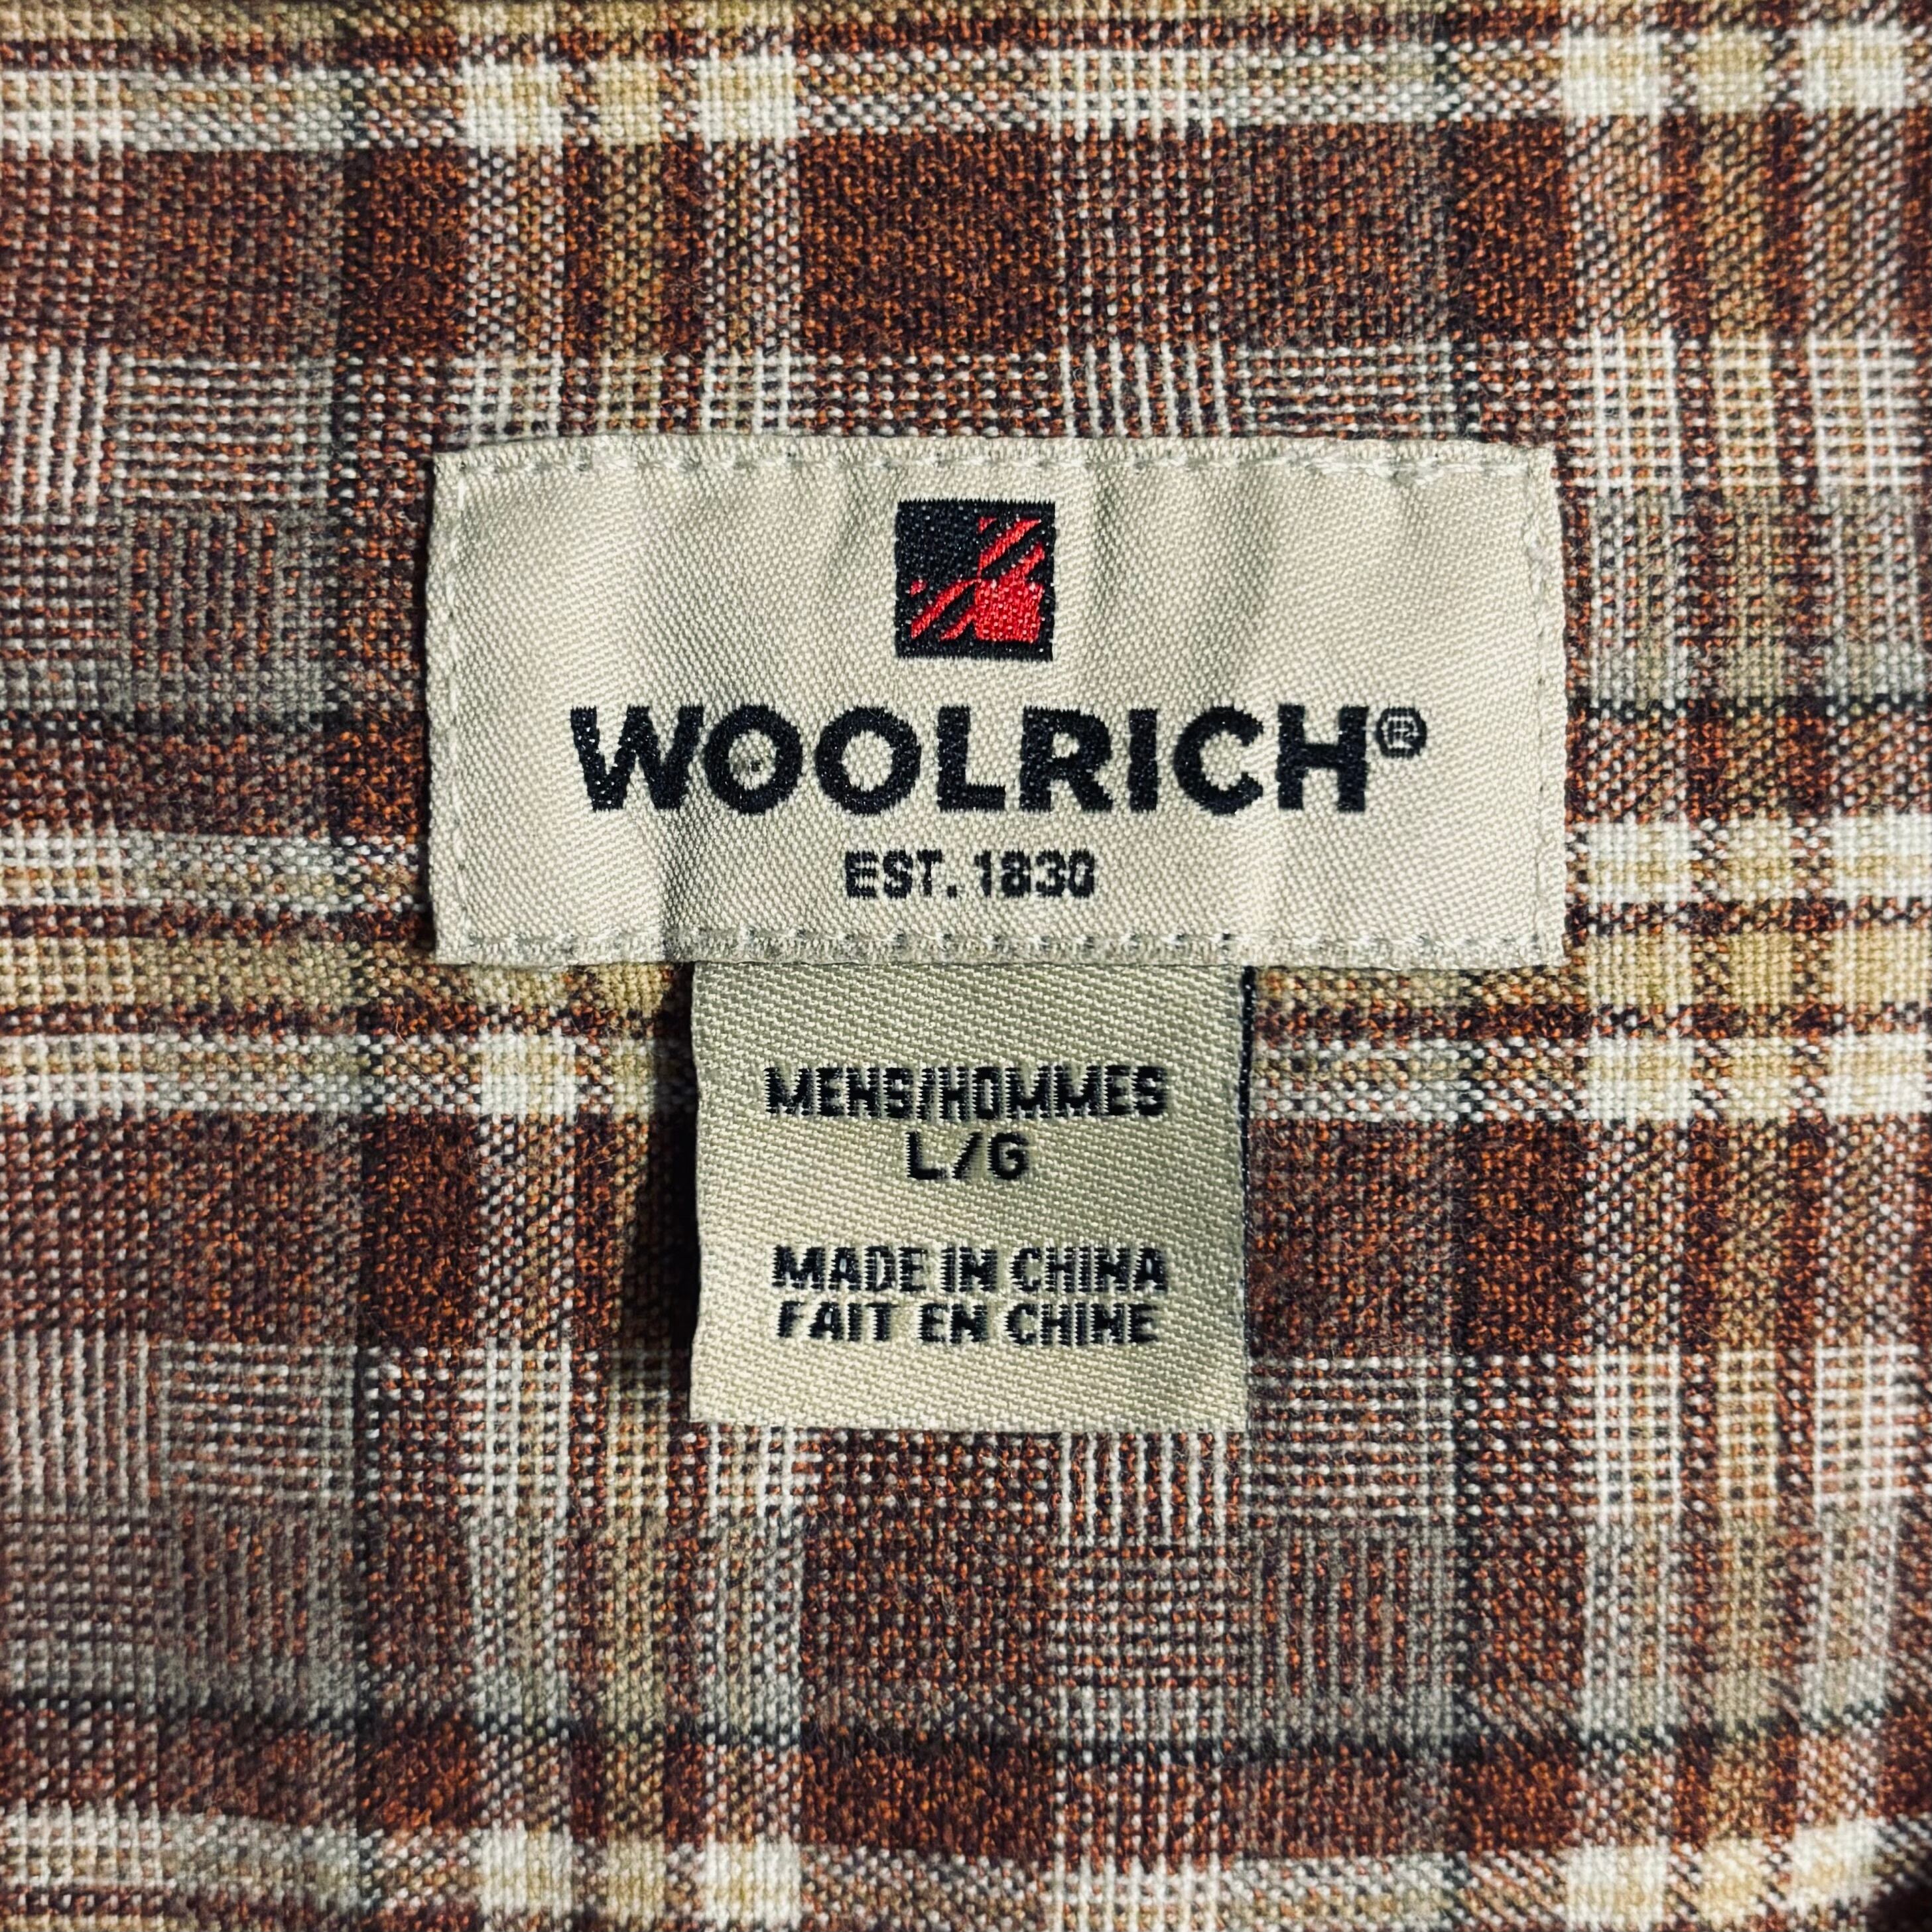 WOOLRICH®
EST. 1830
MENS/HOMMES
L/G
MADE IN CHINA
FAIT EN CHINE